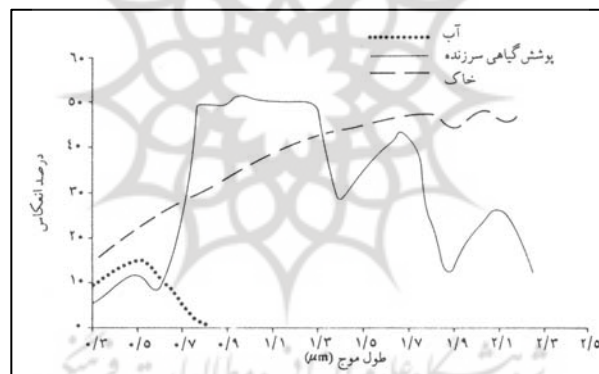 آب
پوشش گیاهی سرزنده
خاک
۶۰
۵۰
۴۰
۳۰
۲۰
۱۰
۰
درصد انعکاس
۰/۳ ۰/۵ ۰/۷ ۰/۹ ۱/۱ ۱/۳ ۱/۵ ۱/۷ ۱/۹ ۲/۱ ۲/۳ ۲/۵
طول موج (μm)